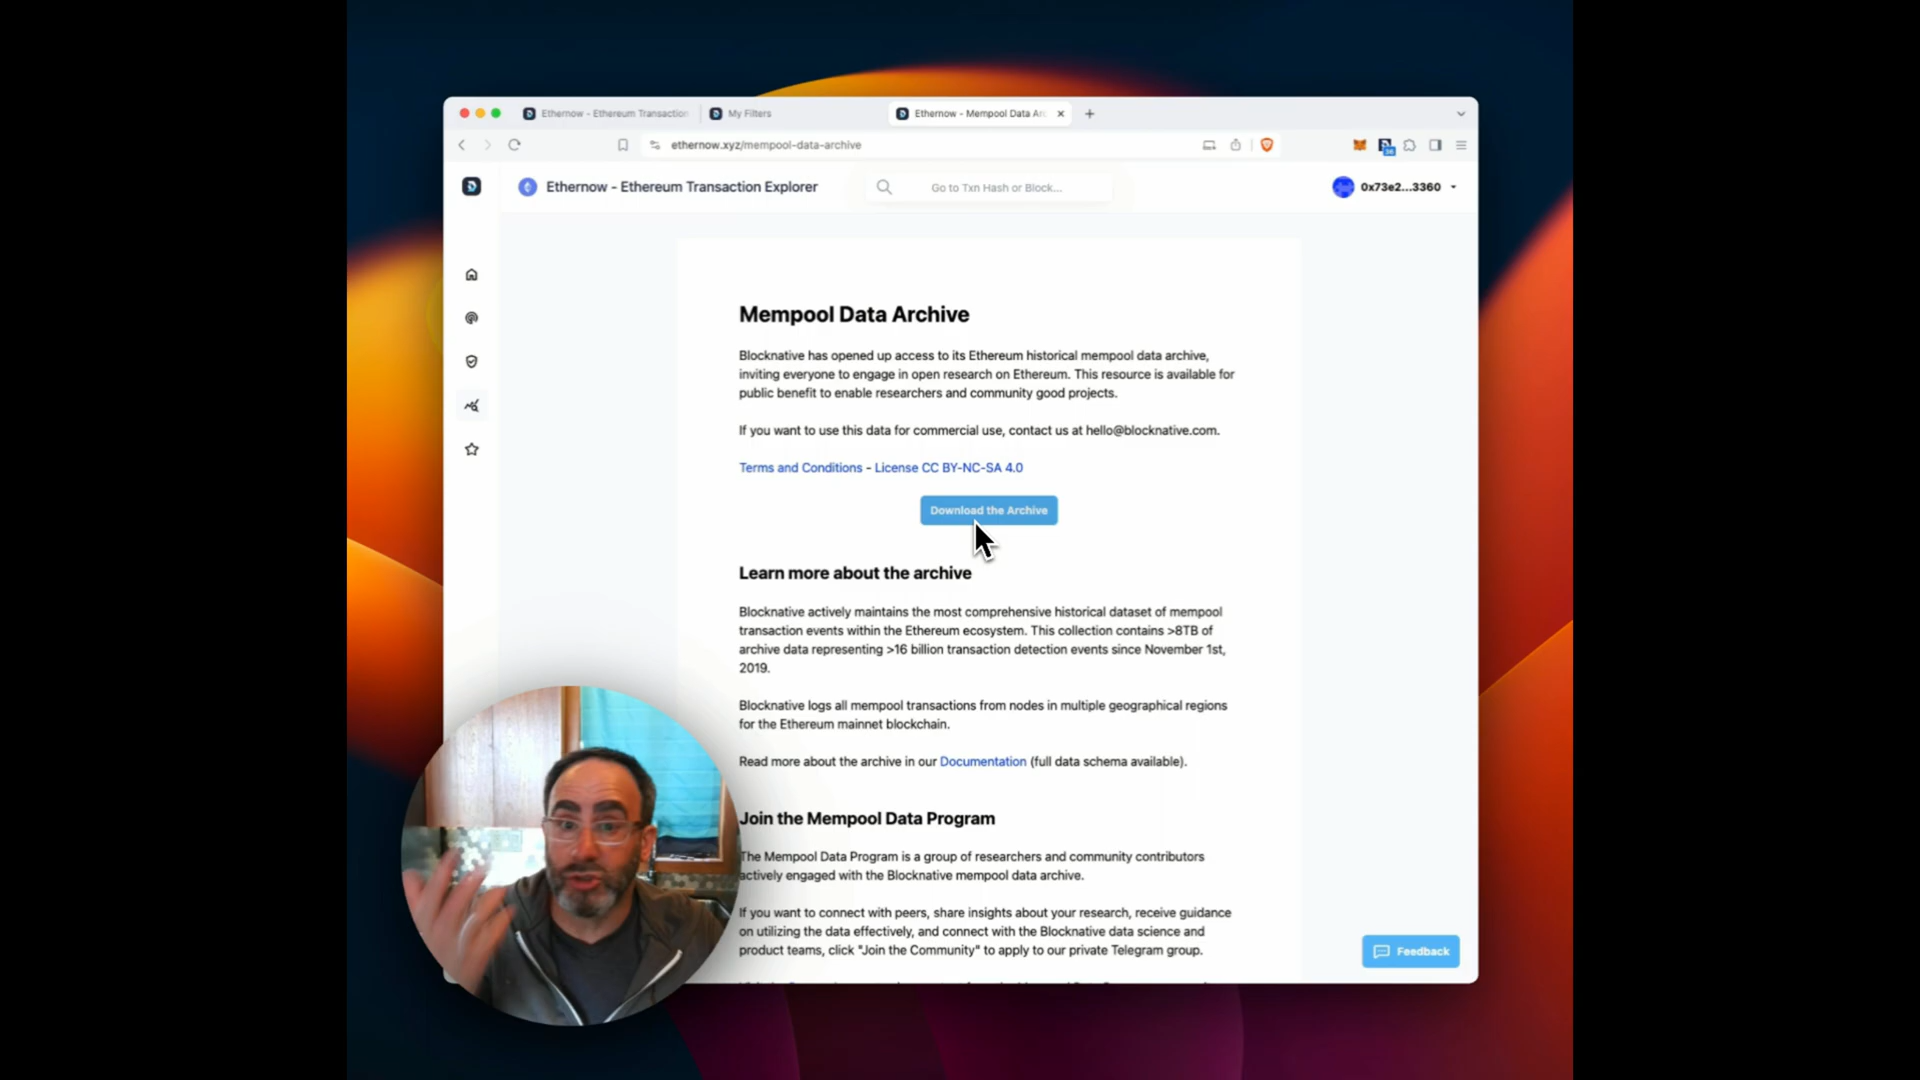 Ethernow - Ethereum Transaction
My Filters
Ethernow - Mempool Data Arc
ethernow.xyz/mempool-data-archive
Ethernow - Ethereum Transaction Explorer
Go to Txn Hash or Block...
0x73e2...3360
Mempool Data Archive
Blocknative has opened up access to its Ethereum historical mempool data archive,
inviting everyone to engage in open research on Ethereum. This resource is available for
public benefit to enable researchers and community good projects.
If you want to use this data for commercial use, contact us at hello@blocknative.com.
Terms and Conditions - License CC BY-NC-SA 4.0
Download the Archive
Learn more about the archive
Blocknative actively maintains the most comprehensive historical dataset of mempool
transaction events within the Ethereum ecosystem. This collection contains >8TB of
archive data representing >16 billion transaction detection events since November 1st,
2019.
Blocknative logs all mempool transactions from nodes in multiple geographical regions
for the Ethereum mainnet blockchain.
Read more about the archive in our Documentation (full data schema available).
Join the Mempool Data Program
The Mempool Data Program is a group of researchers and community contributors
actively engaged with the Blocknative mempool data archive.
If you want to connect with peers, share insights about your research, receive guidance
on utilizing the data effectively, and connect with the Blocknative data science and
product teams, click "Join the Community" to apply to our private Telegram group.
Feedback